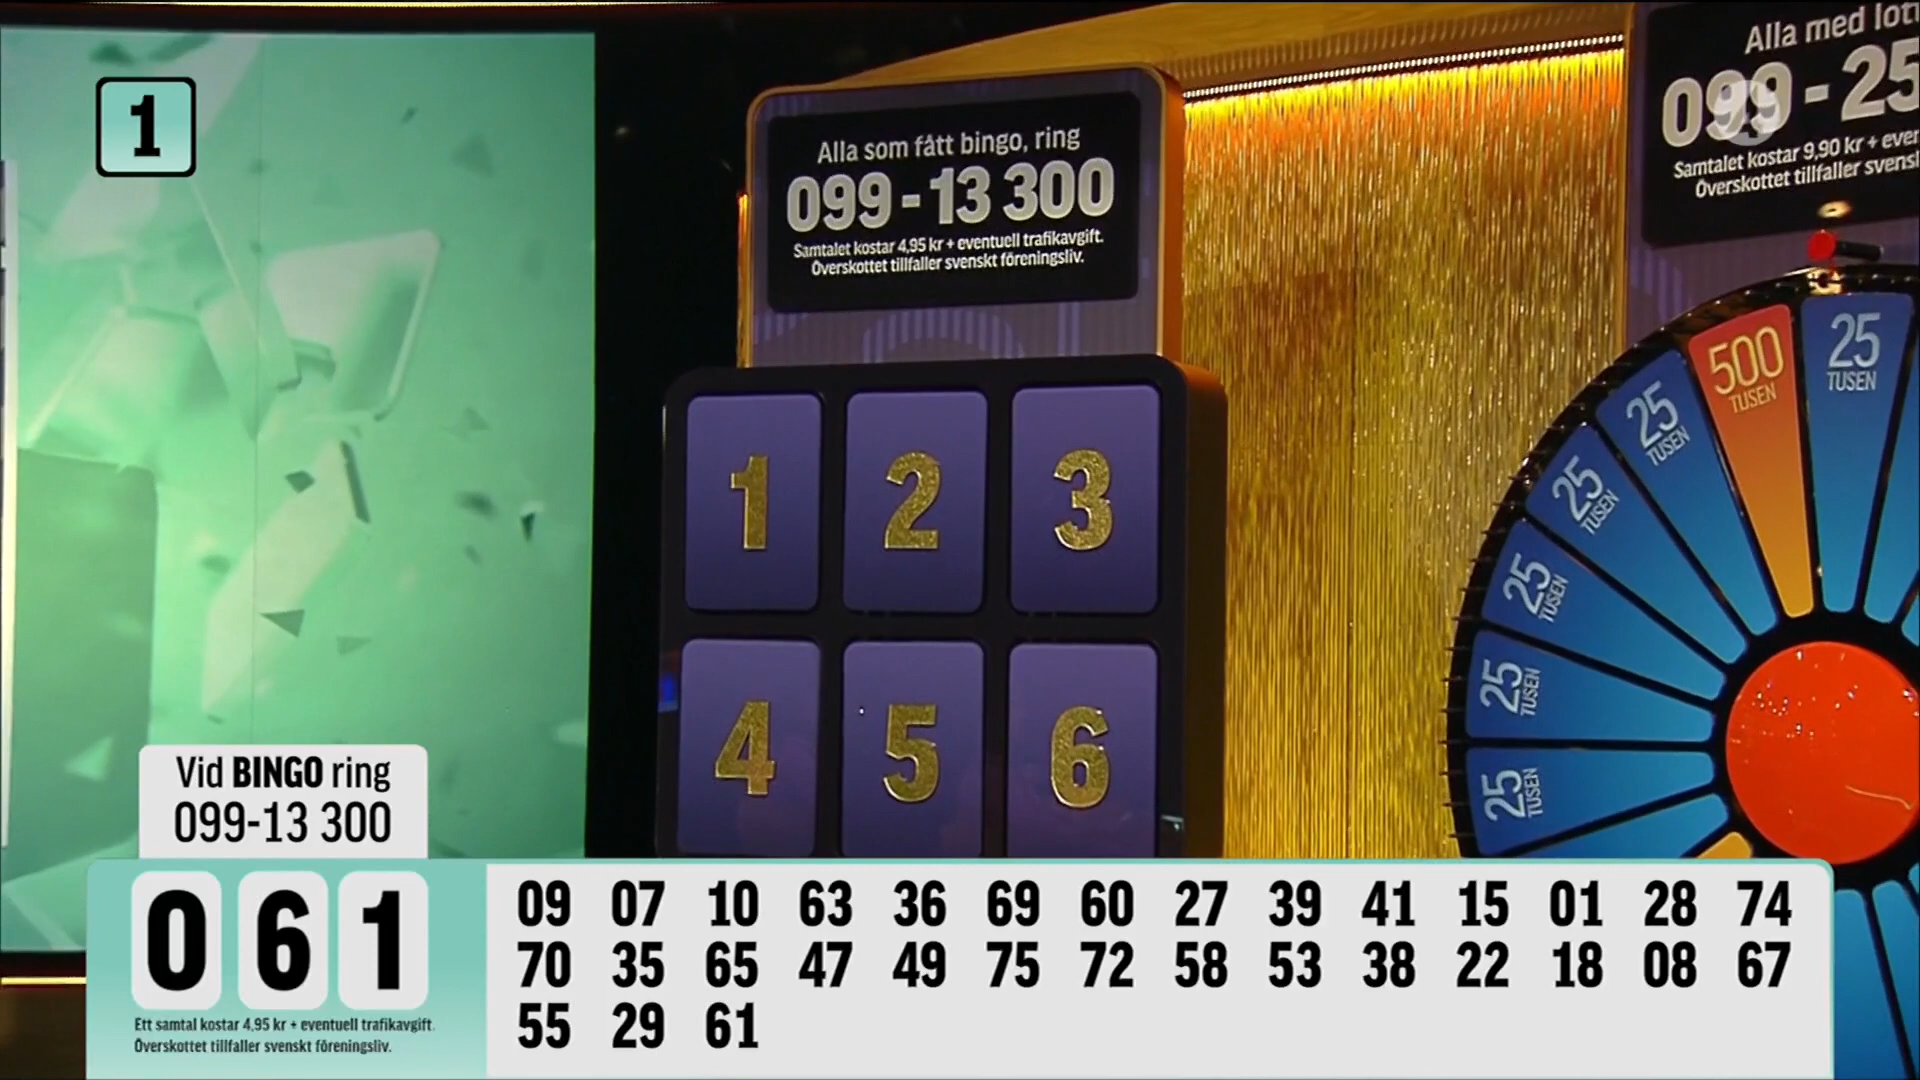 1
Alla som fått bingo, ring
099-13 300
Samtalet kostar 4,95 kr + eventuell trafikavgift.
Överskottet tillfaller svenskt föreningsliv.
Alla med
099-25
Samtalet kostar 9,90 kr +
Överskottet tillfaller
1 2 3
4 5 6
500 TUSEN
25 TUSEN
25 TUSEN
25 TUSEN
25 TUSEN
25 TUSEN
25 TUSEN
Vid BINGO ring
099-13 300
0 6 1
Ett samtal kostar 4,95 kr + eventuell trafikavgift.
Överskottet tillfaller svenskt föreningsliv.
09 07 10 63 36 69 60 27 39 41 15 01 28 74
70 35 65 47 49 75 72 58 53 38 22 18 08 67
55 29 61